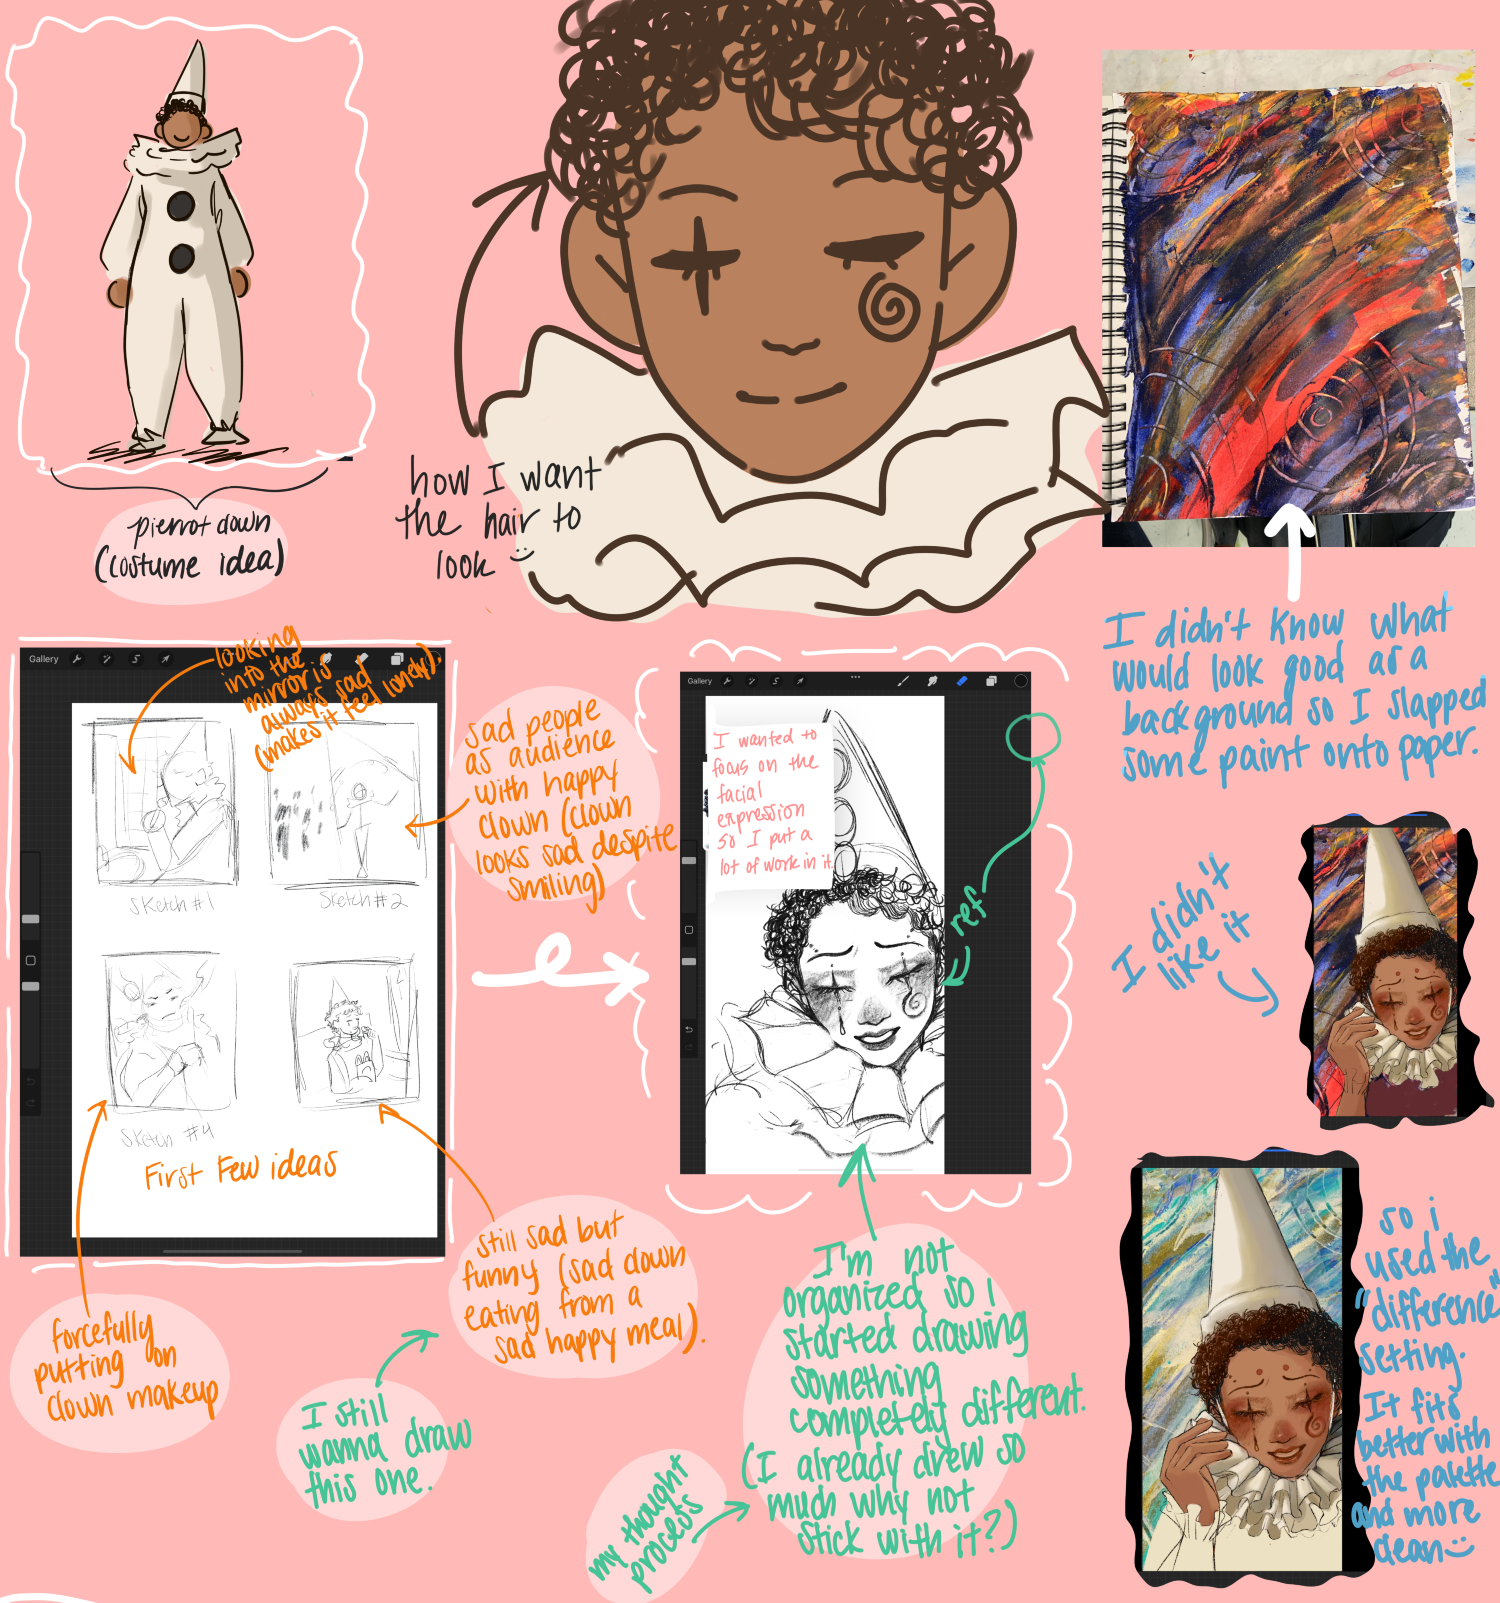 pierrot clown
(costume idea)
how I want
the hair to
look
I didn't know what
would look good as a
background so I slapped
some paint onto paper.
Gallery
looking
into the
mirror is
always sad
(makes it feel lonely).
sad people
as audience
with happy
clown (clown
looks sad despite
smiling)
Sketch #1
Sketch #2
Sketch #4
First Few ideas
Gallery
I wanted to
focus on the
facial
expression
so I put a
lot of work in it.
ref
I didn't
like it
forcefully
putting on
clown makeup
still sad but
funny (sad clown
eating from a
sad happy meal).
I still
wanna draw
this one.
I'm not
organized so i
started drawing
something
completely different.
(I already drew so
much why not
stick with it?)
my thought
process
so i
used the
"difference"
setting.
It fits
better with
the palette
and more
clean